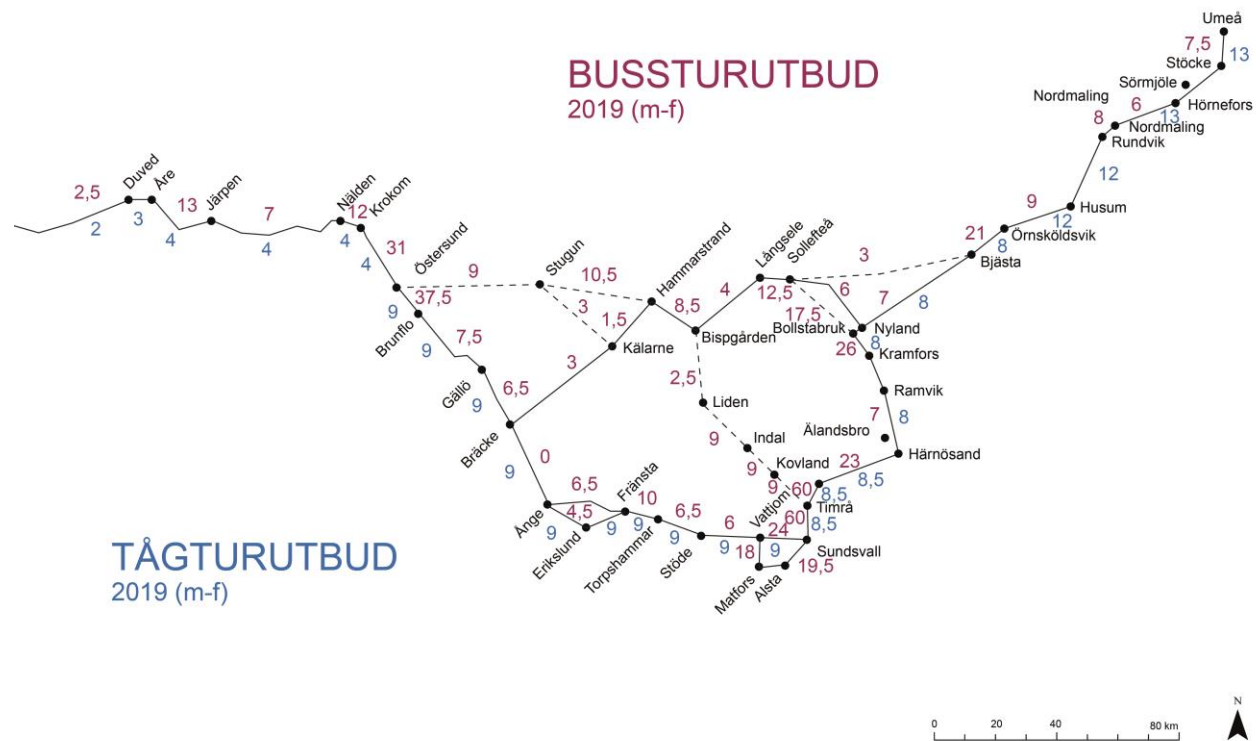 BUSSTURUTBUD
2019 (m-f)
Umeå
7,5
13
Stöcke
Sörmjöle
Nordmaling
6
Hörnefors
13
8
Nordmaling
Rundvik
12
Duved
Åre
2,5
2
3
13
Järpen
4
7
4
Nälden
12
Krokom
4
4
31
Östersund
9
Stugun
10,5
Hammarstrand
Långsele
Sollefteå
3
9
Husum
12
21
Örnsköldsvik
8
Bjästa
37,5
9
Brunflo
7,5
9
3
1,5
8,5
4
12,5
6
7
8
17,5
Bollstabruk
Nyland
26
8
Bispgården
Kälarne
Kramfors
Gällö
9
6,5
3
2,5
Liden
Ramvik
7
8
Bräcke
9
0
9
Indal
Älandsbro
9
Kovland
9
23
Härnösand
8,5
6,5
Fränsta
10
Vattjom
60
8,5
Timrå
Ånge
4,5
9
9
9
6,5
6
24
60
8,5
Erikslund
Torpshammar
9
Stöde
9
18
9
Sundsvall
19,5
Matfors
Alsta
TÅGTURUTBUD
2019 (m-f)
N
0 20 40 80 km